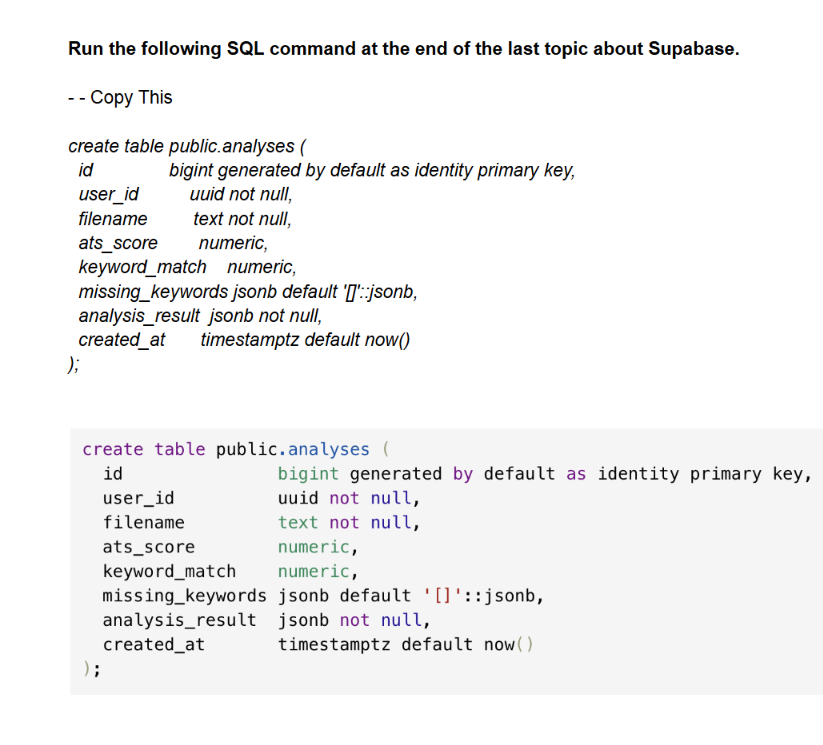 Run the following SQL command at the end of the last topic about Supabase.
- - Copy This
create table public.analyses (
id bigint generated by default as identity primary key,
user_id uuid not null,
filename text not null,
ats_score numeric,
keyword_match numeric,
missing_keywords jsonb default '[]'::jsonb,
analysis_result jsonb not null,
created_at timestamptz default now()
);
create table public.analyses (
id bigint generated by default as identity primary key,
user_id uuid not null,
filename text not null,
ats_score numeric,
keyword_match numeric,
missing_keywords jsonb default '[]'::jsonb,
analysis_result jsonb not null,
created_at timestamptz default now()
);